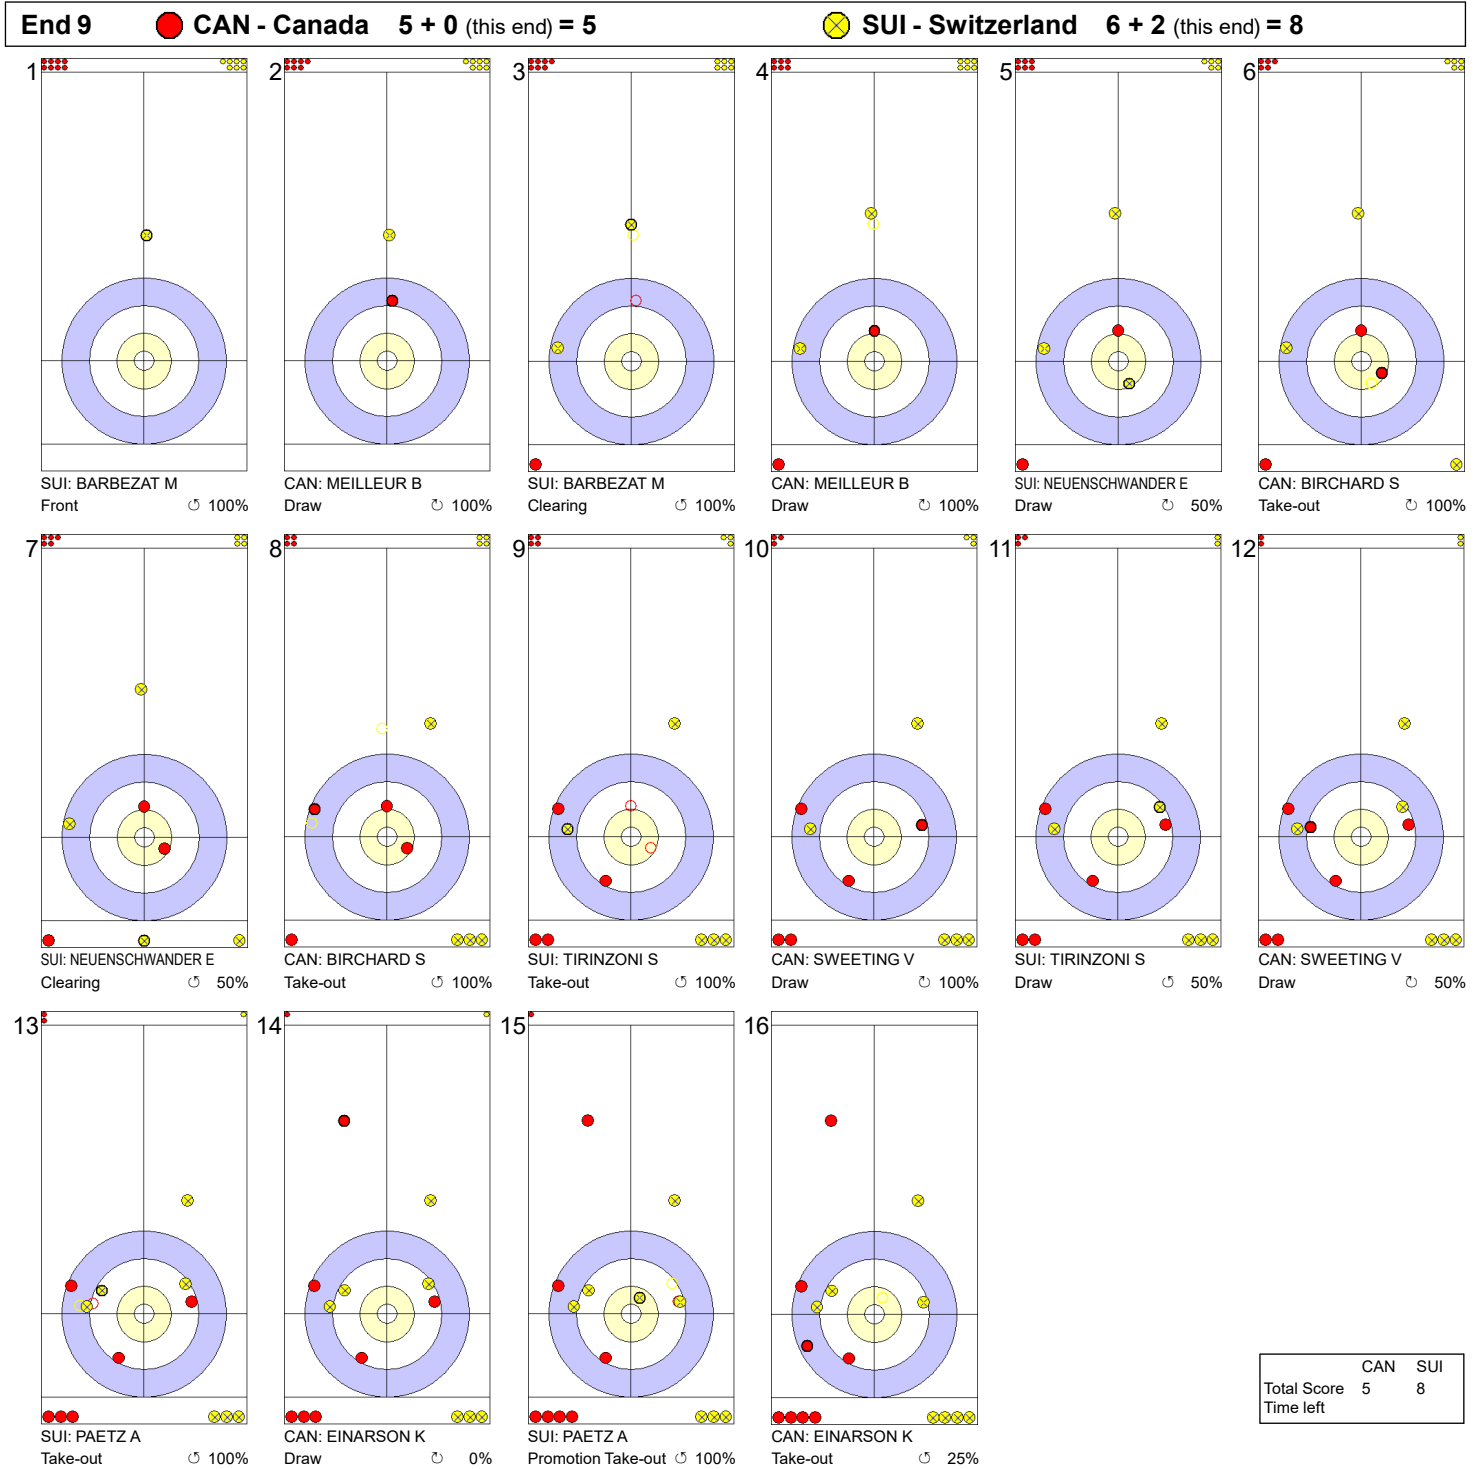 End 9 CAN - Canada 5 + 0 (this end) = 5 SUI - Switzerland 6 + 2 (this end) = 8
1 2 3 4 5 6
SUI: BARBEZAT M CAN: MEILLEUR B SUI: BARBEZAT M CAN: MEILLEUR B SUI: NEUENSCHWANDER E CAN: BIRCHARD S
Front ↻ 100% Draw ↻ 100% Clearing ↺ 100% Draw ↻ 100% Draw ↻ 50% Take-out ↻ 100%
7 8 9 10 11 12
SUI: NEUENSCHWANDER E CAN: BIRCHARD S SUI: TIRINZONI S CAN: SWEETING V SUI: TIRINZONI S CAN: SWEETING V
Clearing ↺ 50% Take-out ↺ 100% Take-out ↺ 100% Draw ↻ 100% Draw ↺ 50% Draw ↻ 50%
13 14 15 16
SUI: PAETZ A CAN: EINARSON K SUI: PAETZ A CAN: EINARSON K
Take-out ↺ 100% Draw ↻ 0% Promotion Take-out ↺ 100% Take-out ↺ 25%
CAN SUI
Total Score 5 8
Time left